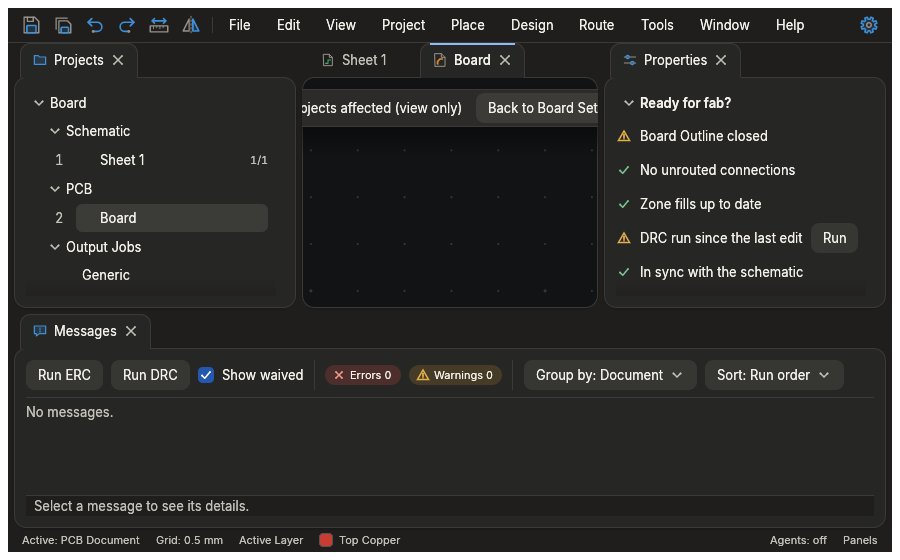 File Edit View Project Place Design Route Tools Window Help
Projects
Sheet 1 Board
Properties
Board
Schematic
1 Sheet 1 1/1
PCB
2 Board
Output Jobs
Generic
affected (view only) Back to Board
Ready for fab?
Board Outline closed
No unrouted connections
Zone fills up to date
DRC run since the last edit Run
In sync with the schematic
Messages
Run ERC Run DRC Show waived Errors 0 Warnings 0 Group by: Document Sort: Run order
No messages.
Select a message to see its details.
Active: PCB Document Grid: 0.5 mm Active Layer Top Copper Agents: off Panels